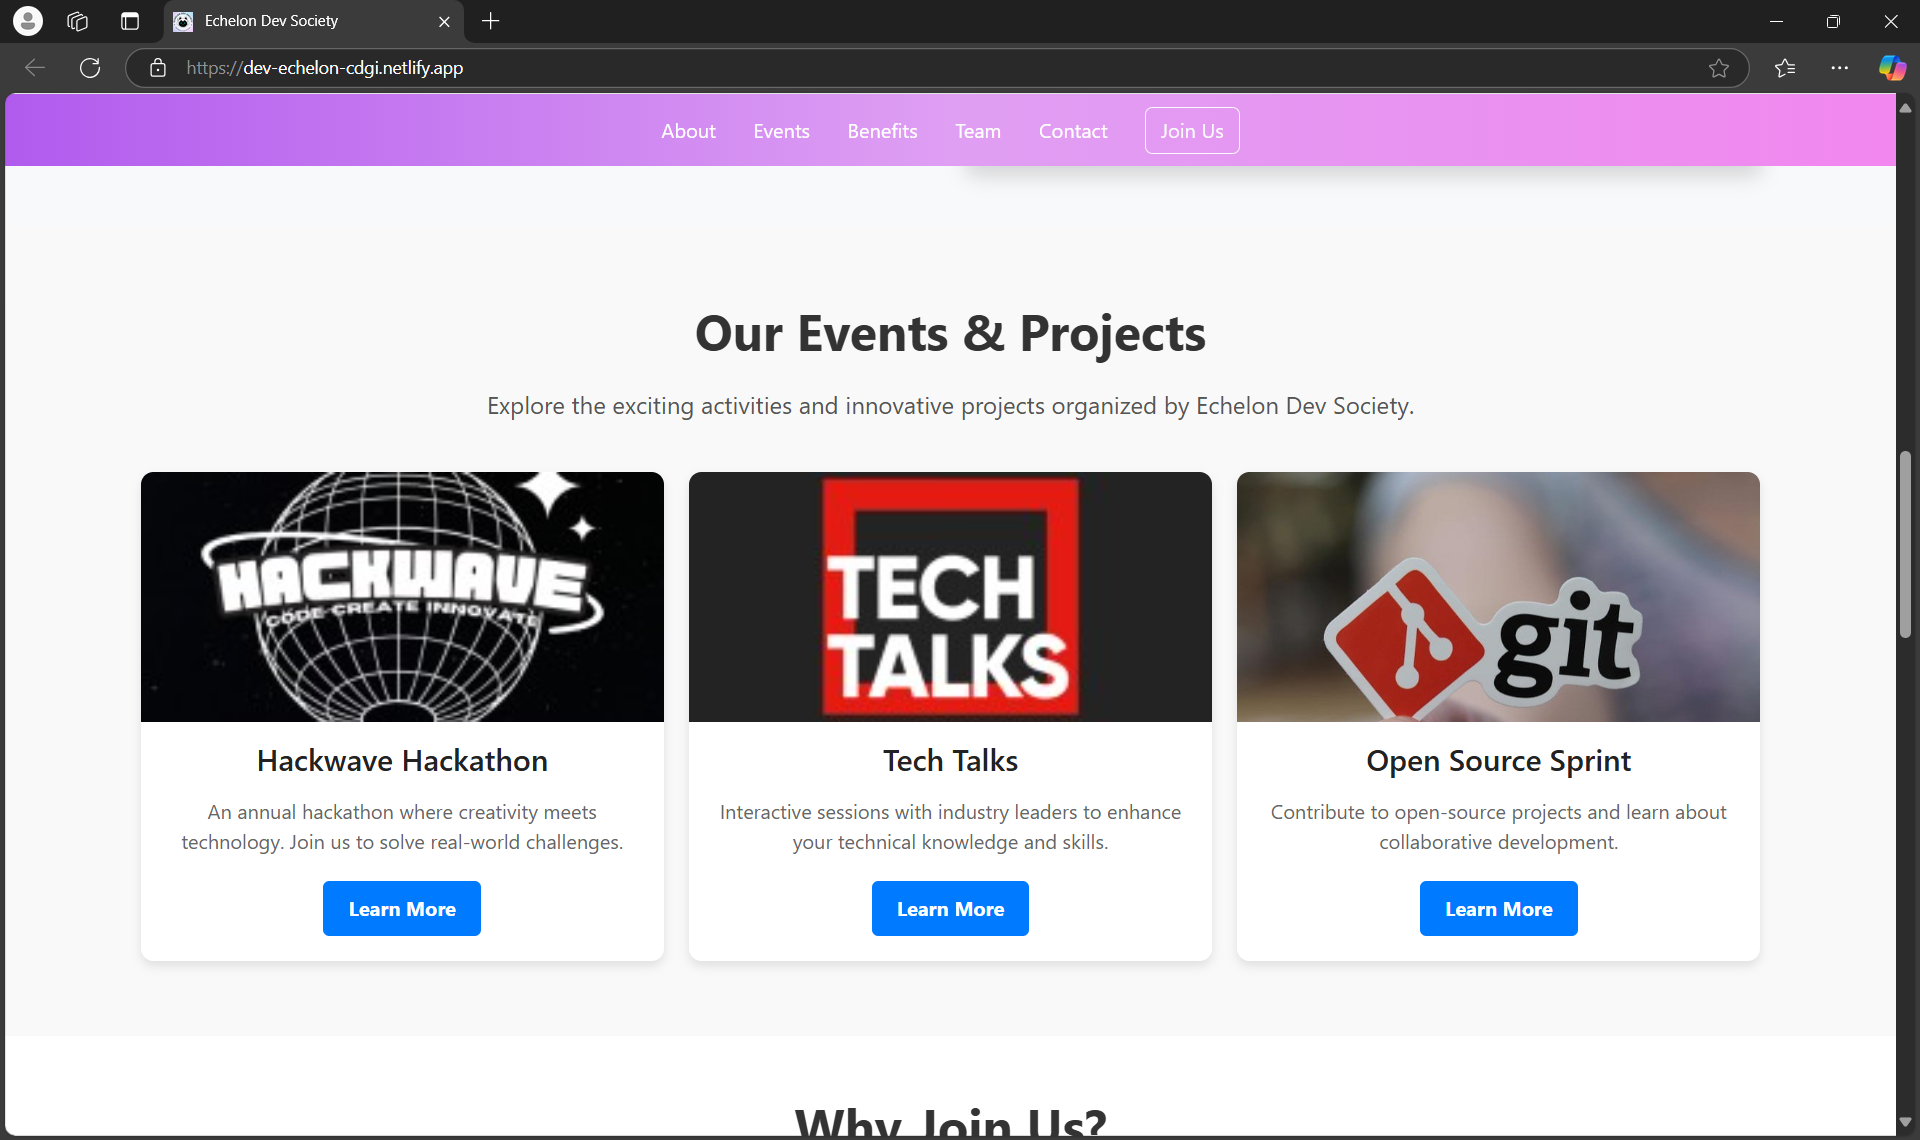 Echelon Dev Society
https://dev-echelon-cdgi.netlify.app
About Events Benefits Team Contact Join Us
Our Events & Projects
Explore the exciting activities and innovative projects organized by Echelon Dev Society.
HACKWAVE
CODE CREATE INNOVATE
TECH
TALKS
git
Hackwave Hackathon
An annual hackathon where creativity meets
technology. Join us to solve real-world challenges.
Learn More
Tech Talks
Interactive sessions with industry leaders to enhance
your technical knowledge and skills.
Learn More
Open Source Sprint
Contribute to open-source projects and learn about
collaborative development.
Learn More
Why Join Us?